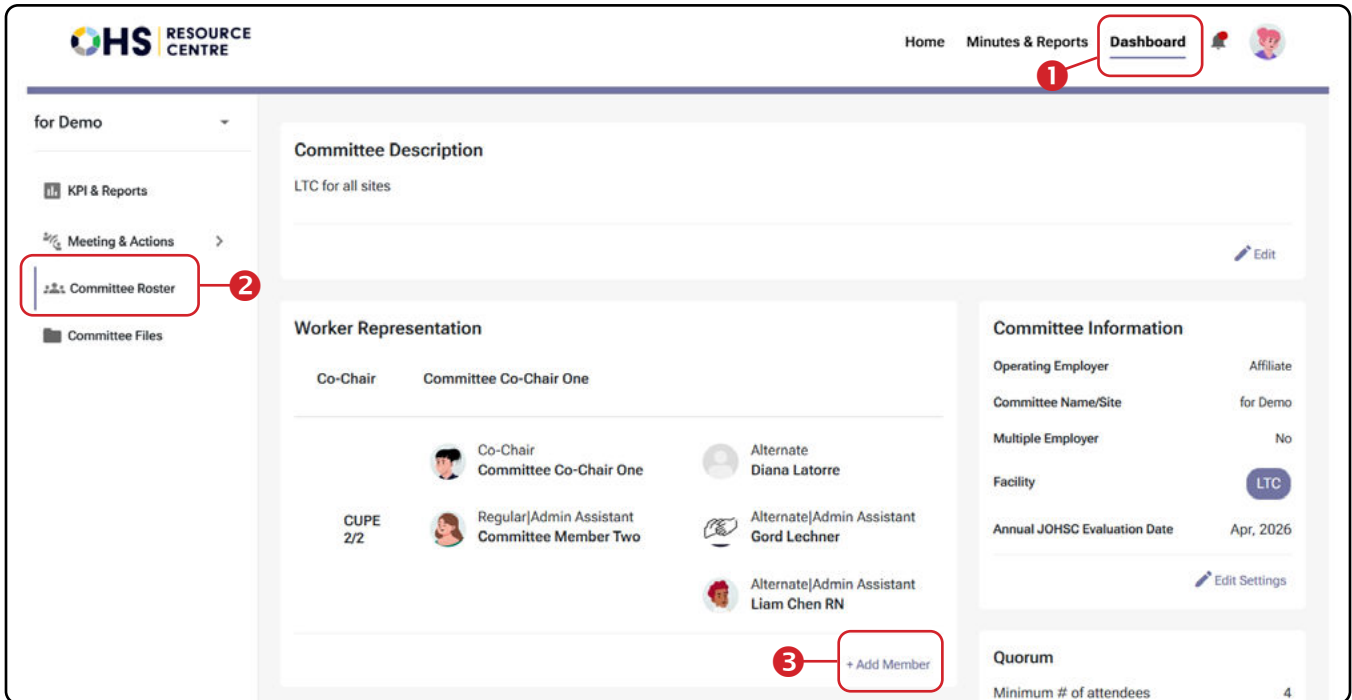 OHS RESOURCE CENTRE
Home Minutes & Reports Dashboard
1
for Demo
KPI & Reports
Meeting & Actions
Committee Roster
2
Committee Files
Committee Description
LTC for all sites
Edit
Worker Representation
Co-Chair Committee Co-Chair One
CUPE
2/2
Co-Chair
Committee Co-Chair One
Alternate
Diana Latorre
Regular|Admin Assistant
Committee Member Two
Alternate|Admin Assistant
Gord Lechner
Alternate|Admin Assistant
Liam Chen RN
3
+ Add Member
Committee Information
Operating Employer Affiliate
Committee Name/Site for Demo
Multiple Employer No
Facility LTC
Annual JOHSC Evaluation Date Apr, 2026
Edit Settings
Quorum
Minimum # of attendees 4